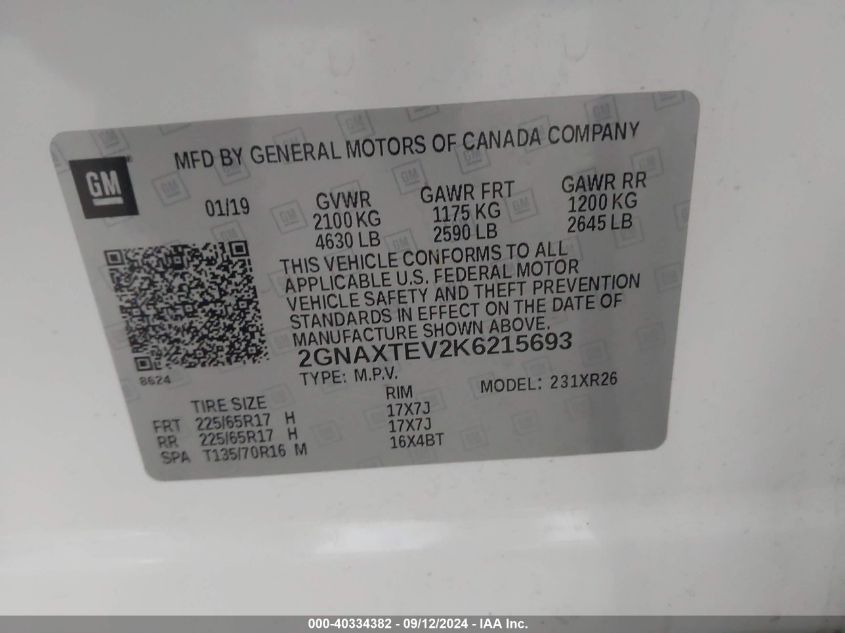 MFD BY GENERAL MOTORS OF CANADA COMPANY
GM
01/19 GVWR GAWR FRT GAWR RR
2100 KG 1175 KG 1200 KG
4630 LB 2590 LB 2645 LB
THIS VEHICLE CONFORMS TO ALL
APPLICABLE U.S. FEDERAL MOTOR
VEHICLE SAFETY AND THEFT PREVENTION
STANDARDS IN EFFECT ON THE DATE OF
MANUFACTURE SHOWN ABOVE.
2GNAXTEV2K6215693
8624 TYPE: M.P.V. MODEL: 231XR26
TIRE SIZE RIM
FRT 225/65R17 H 17X7J
RR 225/65R17 H 17X7J
SPA T135/70R16 M 16X4BT
000-40334382 - 09/12/2024 - IAA Inc.